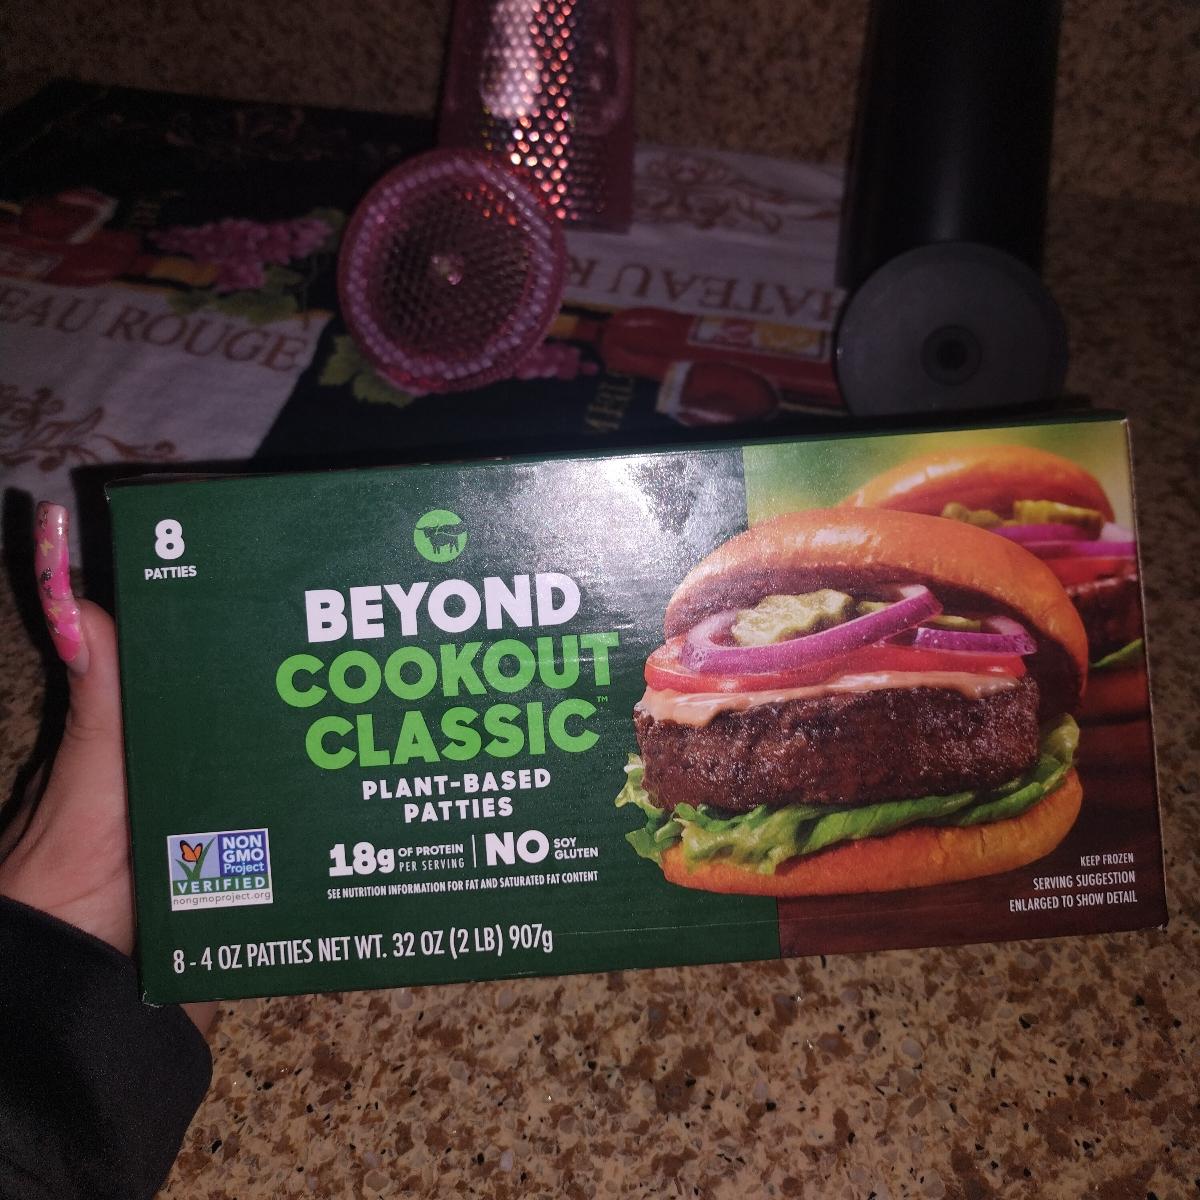 EAU ROUGE
HATEAU R
8
PATTIES
BEYOND
COOKOUT
CLASSIC™
PLANT-BASED
PATTIES
18g OF PROTEIN PER SERVING | NO SOY GLUTEN
SEE NUTRITION INFORMATION FOR FAT AND SATURATED FAT CONTENT
NON
GMO
Project
VERIFIED
nongmoproject.org
8 - 4 OZ PATTIES NET WT. 32 OZ (2 LB) 907g
KEEP FROZEN
SERVING SUGGESTION
ENLARGED TO SHOW DETAIL